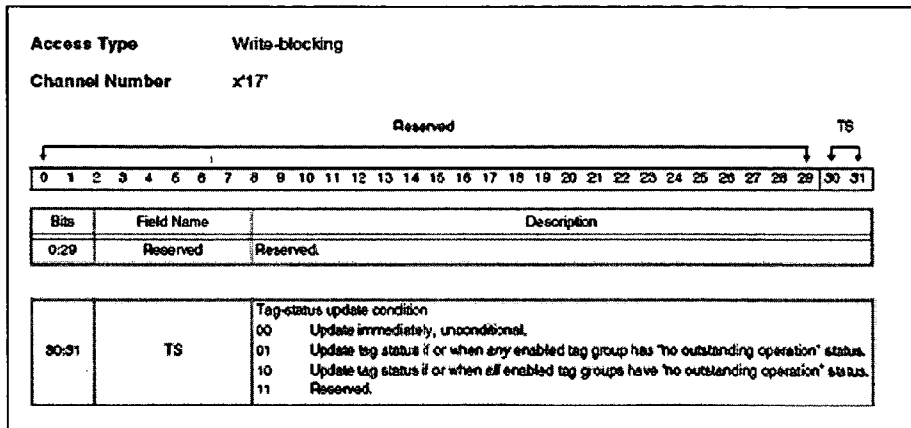 Access Type Write-blocking
Channel Number x'17'
Reserved TS
0 1 2 3 4 5 6 7 8 9 10 11 12 13 14 15 16 17 18 19 20 21 22 23 24 25 26 27 28 29 30 31
Bits Field Name Description
0:29 Reserved Reserved.
Tag-status update condition
00 Update immediately, unconditional.
30:31 TS 01 Update tag status if or when any enabled tag group has "no outstanding operation" status.
10 Update tag status if or when all enabled tag groups have "no outstanding operation" status.
11 Reserved.